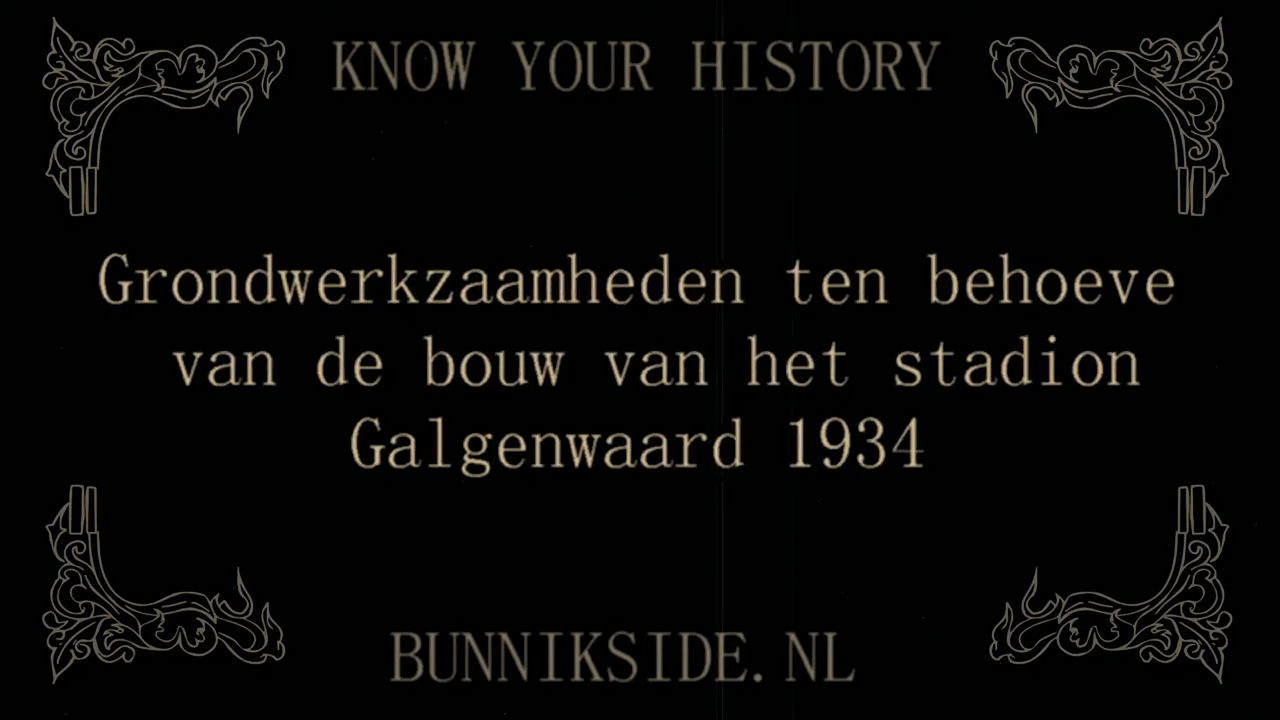 KNOW YOUR HISTORY
Grondwerkzaamheden ten behoeve
van de bouw van het stadion
Galgenwaard 1934
BUNNIKSIDE.NL